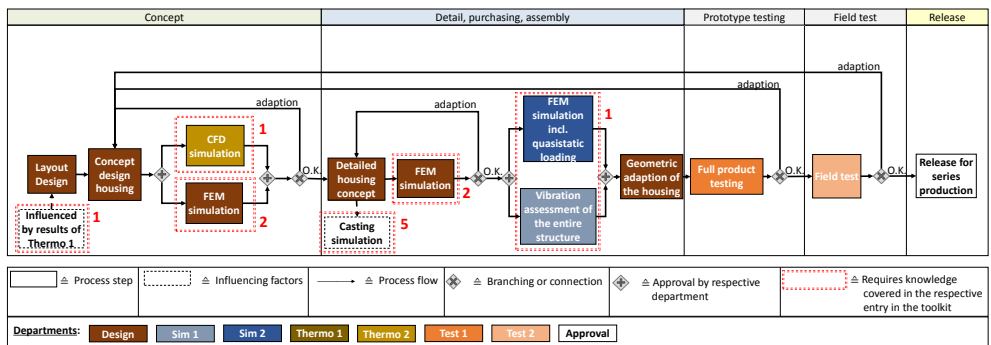 Concept
Detail, purchasing, assembly
Prototype testing
Field test
Release
adaption
adaption
adaption
adaption
1
CFD
simulation
FEM
simulation
2
Layout
Design
Concept
design
housing
Influenced
by results of
Thermo 1
1
O.K.
Detailed
housing
concept
FEM
simulation
2
Casting
simulation
5
O.K.
FEM
simulation
incl.
quasistatic
loading
1
Vibration
assessment of
the entire
structure
Geometric
adaption of
the housing
Full product
testing
O.K.
Field test
O.K.
Release for
series
production
≙ Process step
≙ Influencing factors
≙ Process flow
≙ Branching or connection
≙ Approval by respective
department
≙ Requires knowledge
covered in the respective
entry in the toolkit
Departments:
Design
Sim 1
Sim 2
Thermo 1
Thermo 2
Test 1
Test 2
Approval